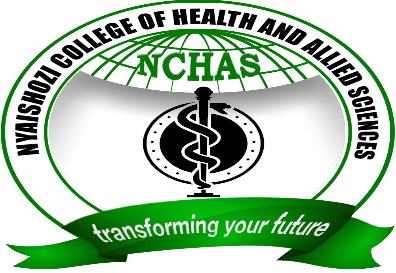 NYAISHOZI COLLEGE OF HEALTH AND ALLIED SCIENCES
NCHAS
transforming your future